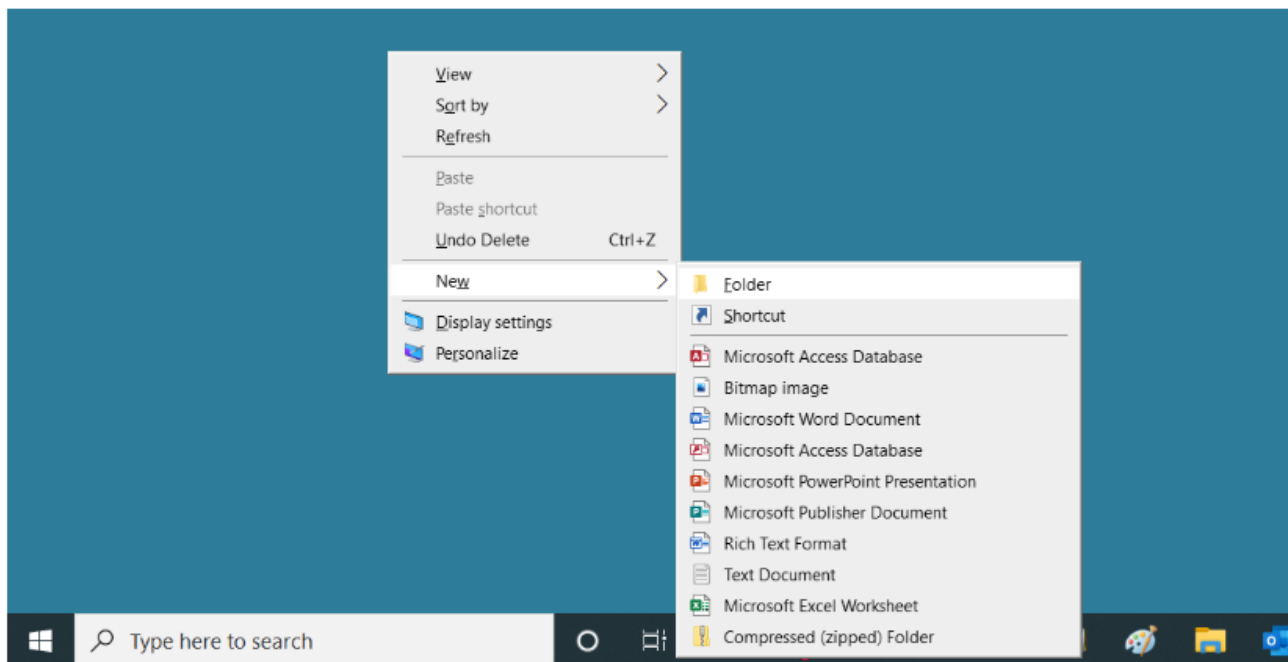 View
Sort by
Refresh
Paste
Paste shortcut
Undo Delete Ctrl+Z
New
Display settings
Personalize
Folder
Shortcut
Microsoft Access Database
Bitmap image
Microsoft Word Document
Microsoft Access Database
Microsoft PowerPoint Presentation
Microsoft Publisher Document
Rich Text Format
Text Document
Microsoft Excel Worksheet
Compressed (zipped) Folder
Type here to search